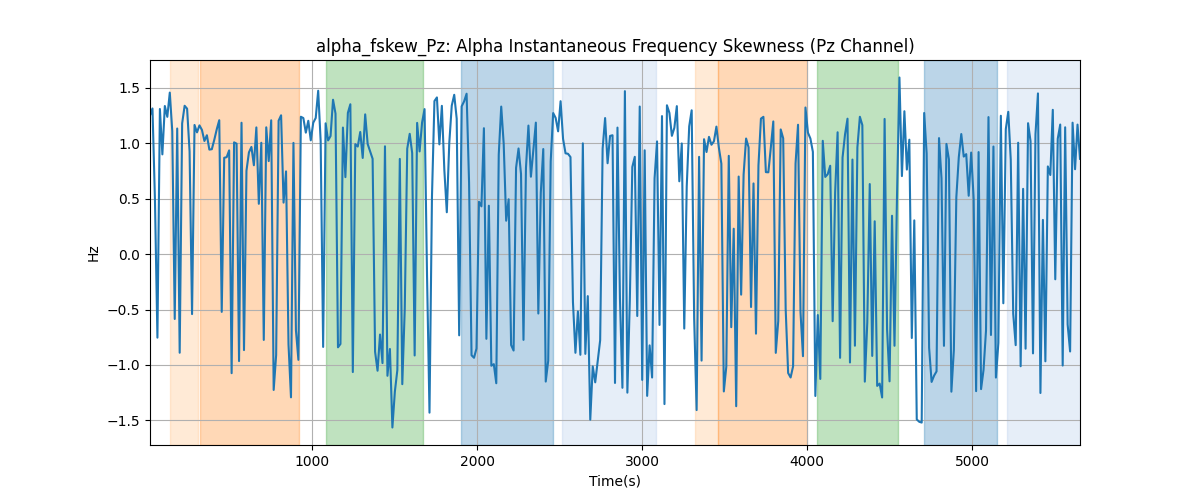 alpha_fskew_Pz: Alpha Instantaneous Frequency Skewness (Pz Channel)
1.5
1.0
0.5
0.0
−0.5
−1.0
−1.5
Hz
1000 2000 3000 4000 5000
Time(s)